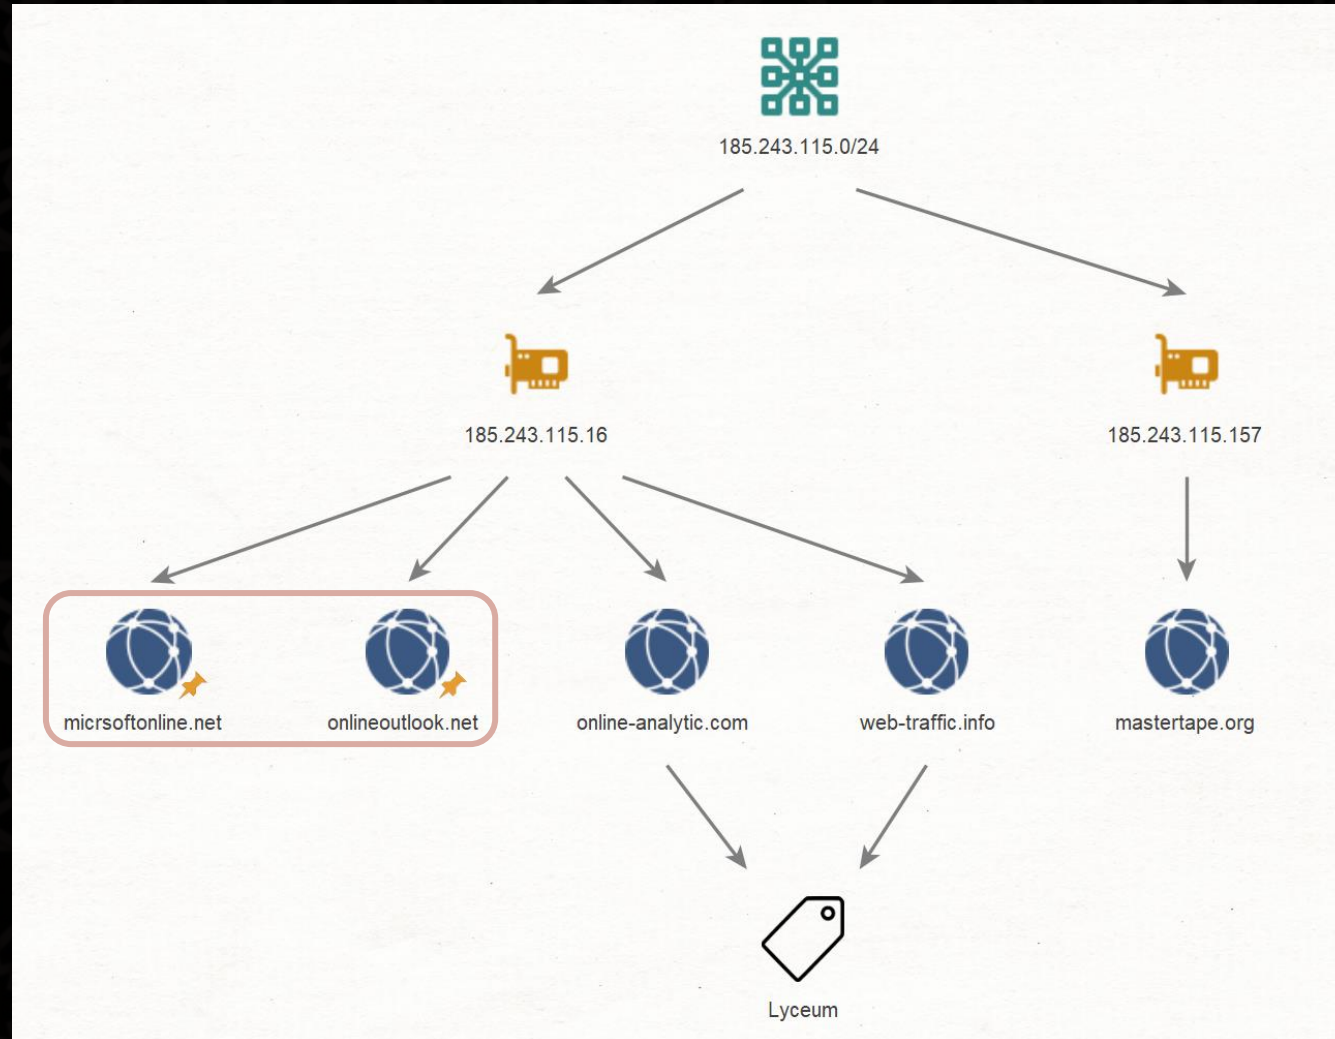 185.243.115.0/24
185.243.115.16
185.243.115.157
micrsoftonline.net
onlineoutlook.net
online-analytic.com
web-traffic.info
mastertape.org
Lyceum